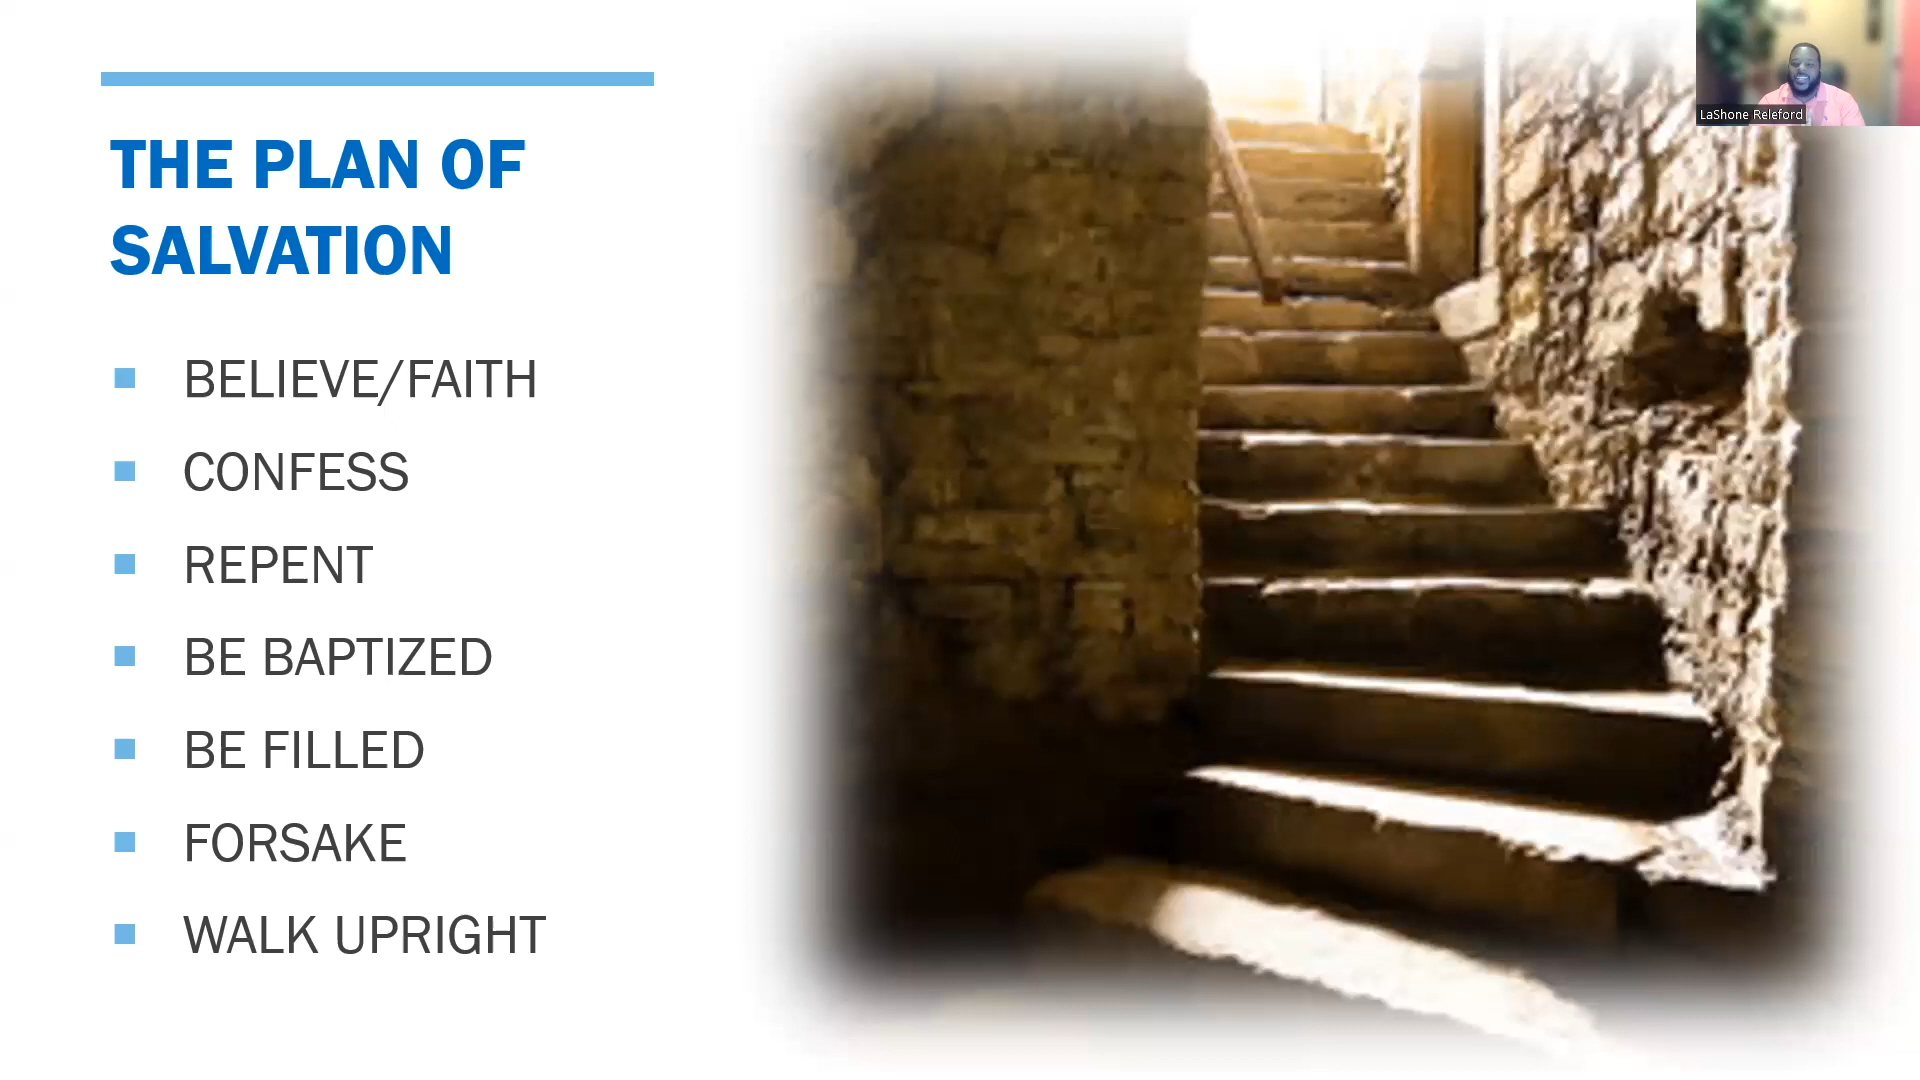 THE PLAN OF
SALVATION
BELIEVE/FAITH
CONFESS
REPENT
BE BAPTIZED
BE FILLED
FORSAKE
WALK UPRIGHT
LaShone Releford